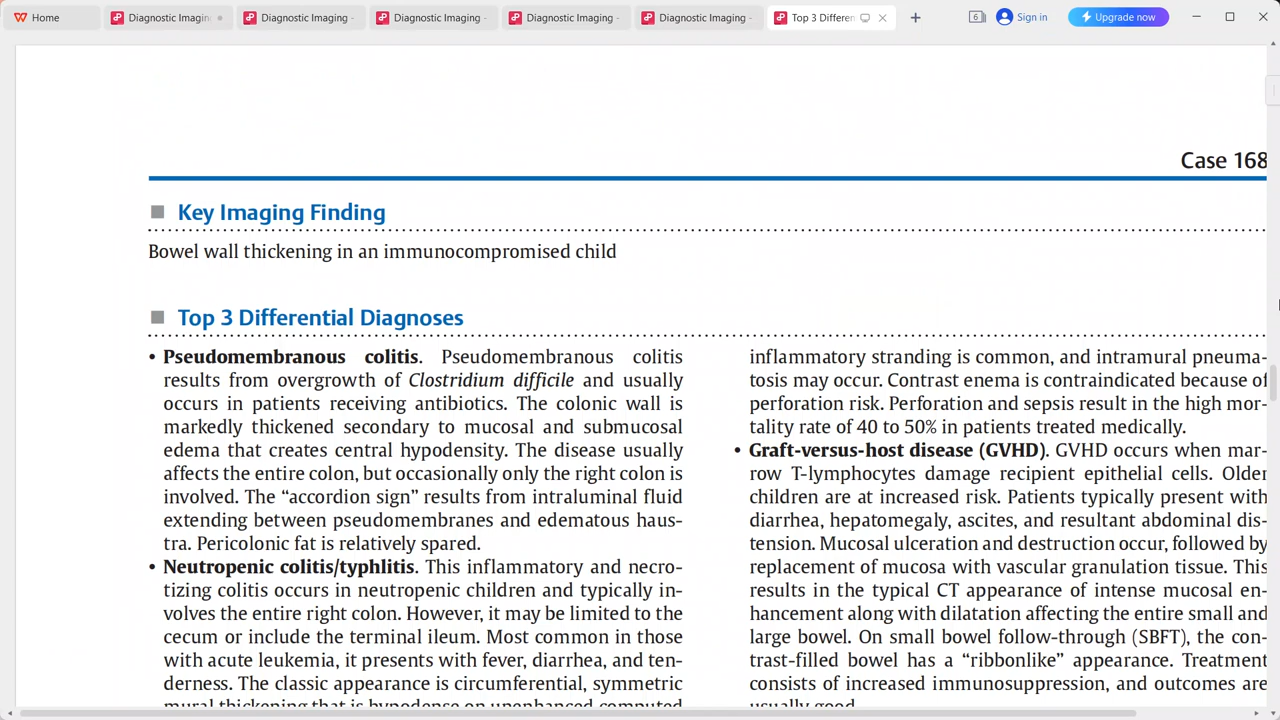 Home
Diagnostic Imaging
Diagnostic Imaging -
Diagnostic Imaging -
Diagnostic Imaging -
Diagnostic Imaging -
Top 3 Differen
6
Sign in
Upgrade now
Case 168
Key Imaging Finding
Bowel wall thickening in an immunocompromised child
Top 3 Differential Diagnoses
• Pseudomembranous colitis. Pseudomembranous colitis
results from overgrowth of Clostridium difficile and usually
occurs in patients receiving antibiotics. The colonic wall is
markedly thickened secondary to mucosal and submucosal
edema that creates central hypodensity. The disease usually
affects the entire colon, but occasionally only the right colon is
involved. The “accordion sign” results from intraluminal fluid
extending between pseudomembranes and edematous haus-
tra. Pericolonic fat is relatively spared.
• Neutropenic colitis/typhlitis. This inflammatory and necro-
tizing colitis occurs in neutropenic children and typically in-
volves the entire right colon. However, it may be limited to the
cecum or include the terminal ileum. Most common in those
with acute leukemia, it presents with fever, diarrhea, and ten-
derness. The classic appearance is circumferential, symmetric
mural thickening that is hypodense on unenhanced computed
inflammatory stranding is common, and intramural pneuma-
tosis may occur. Contrast enema is contraindicated because of
perforation risk. Perforation and sepsis result in the high mor-
tality rate of 40 to 50% in patients treated medically.
• Graft-versus-host disease (GVHD). GVHD occurs when mar-
row T-lymphocytes damage recipient epithelial cells. Older
children are at increased risk. Patients typically present with
diarrhea, hepatomegaly, ascites, and resultant abdominal dis-
tension. Mucosal ulceration and destruction occur, followed by
replacement of mucosa with vascular granulation tissue. This
results in the typical CT appearance of intense mucosal en-
hancement along with dilatation affecting the entire small and
large bowel. On small bowel follow-through (SBFT), the con-
trast-filled bowel has a “ribbonlike” appearance. Treatment
consists of increased immunosuppression, and outcomes are
usually good.